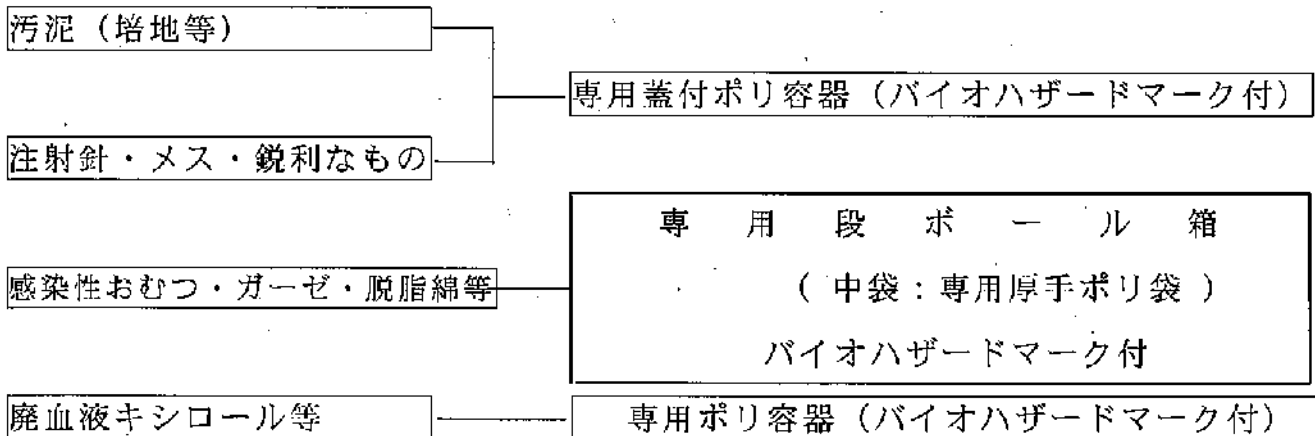 汚泥（培地等）
専用蓋付ポリ容器（バイオハザードマーク付）
注射針・メス・鋭利なもの
専用段ボール箱
（中袋：専用厚手ポリ袋）
バイオハザードマーク付
感染性おむつ・ガーゼ・脱脂綿等
廃血液キシロール等
専用ポリ容器（バイオハザードマーク付）